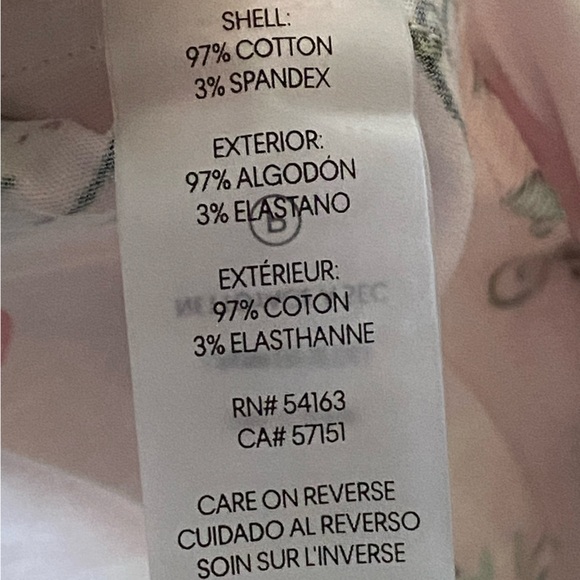 SHELL:
97% COTTON
3% SPANDEX
EXTERIOR:
97% ALGODÓN
3% ELASTANO
B
EXTÉRIEUR:
97% COTON
3% ELASTHANNE
RN# 54163
CA# 57151
CARE ON REVERSE
CUIDADO AL REVERSO
SOIN SUR L'INVERSE